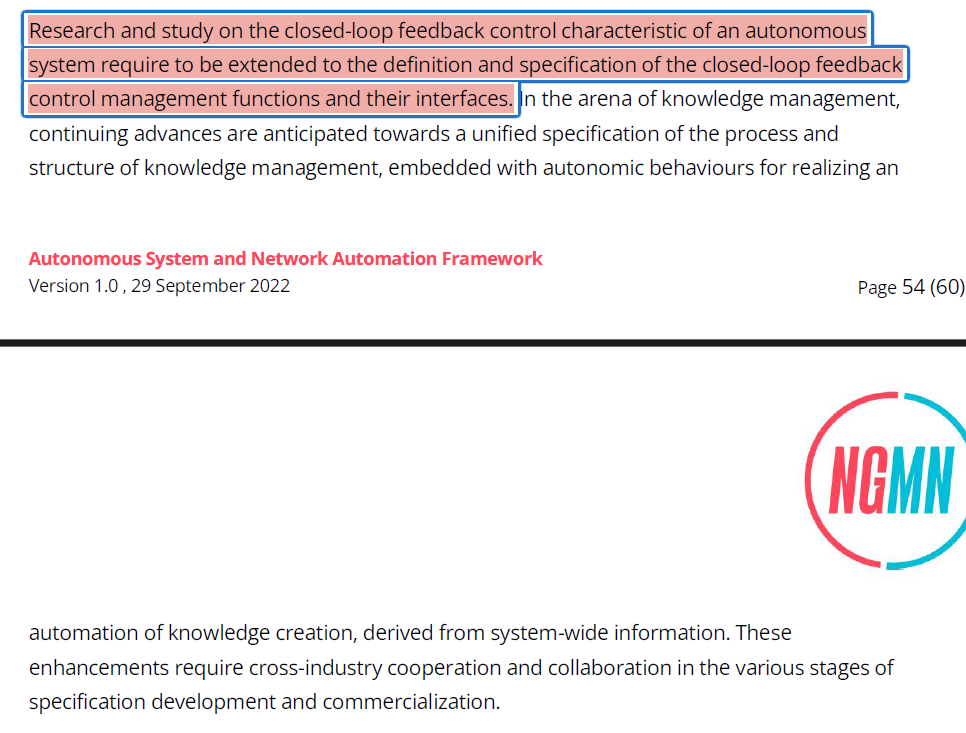 Research and study on the closed-loop feedback control characteristic of an autonomous
system require to be extended to the definition and specification of the closed-loop feedback
control management functions and their interfaces. In the arena of knowledge management,
continuing advances are anticipated towards a unified specification of the process and
structure of knowledge management, embedded with autonomic behaviours for realizing an
Autonomous System and Network Automation Framework
Version 1.0 , 29 September 2022
Page 54 (60)
NGMN
automation of knowledge creation, derived from system-wide information. These
enhancements require cross-industry cooperation and collaboration in the various stages of
specification development and commercialization.